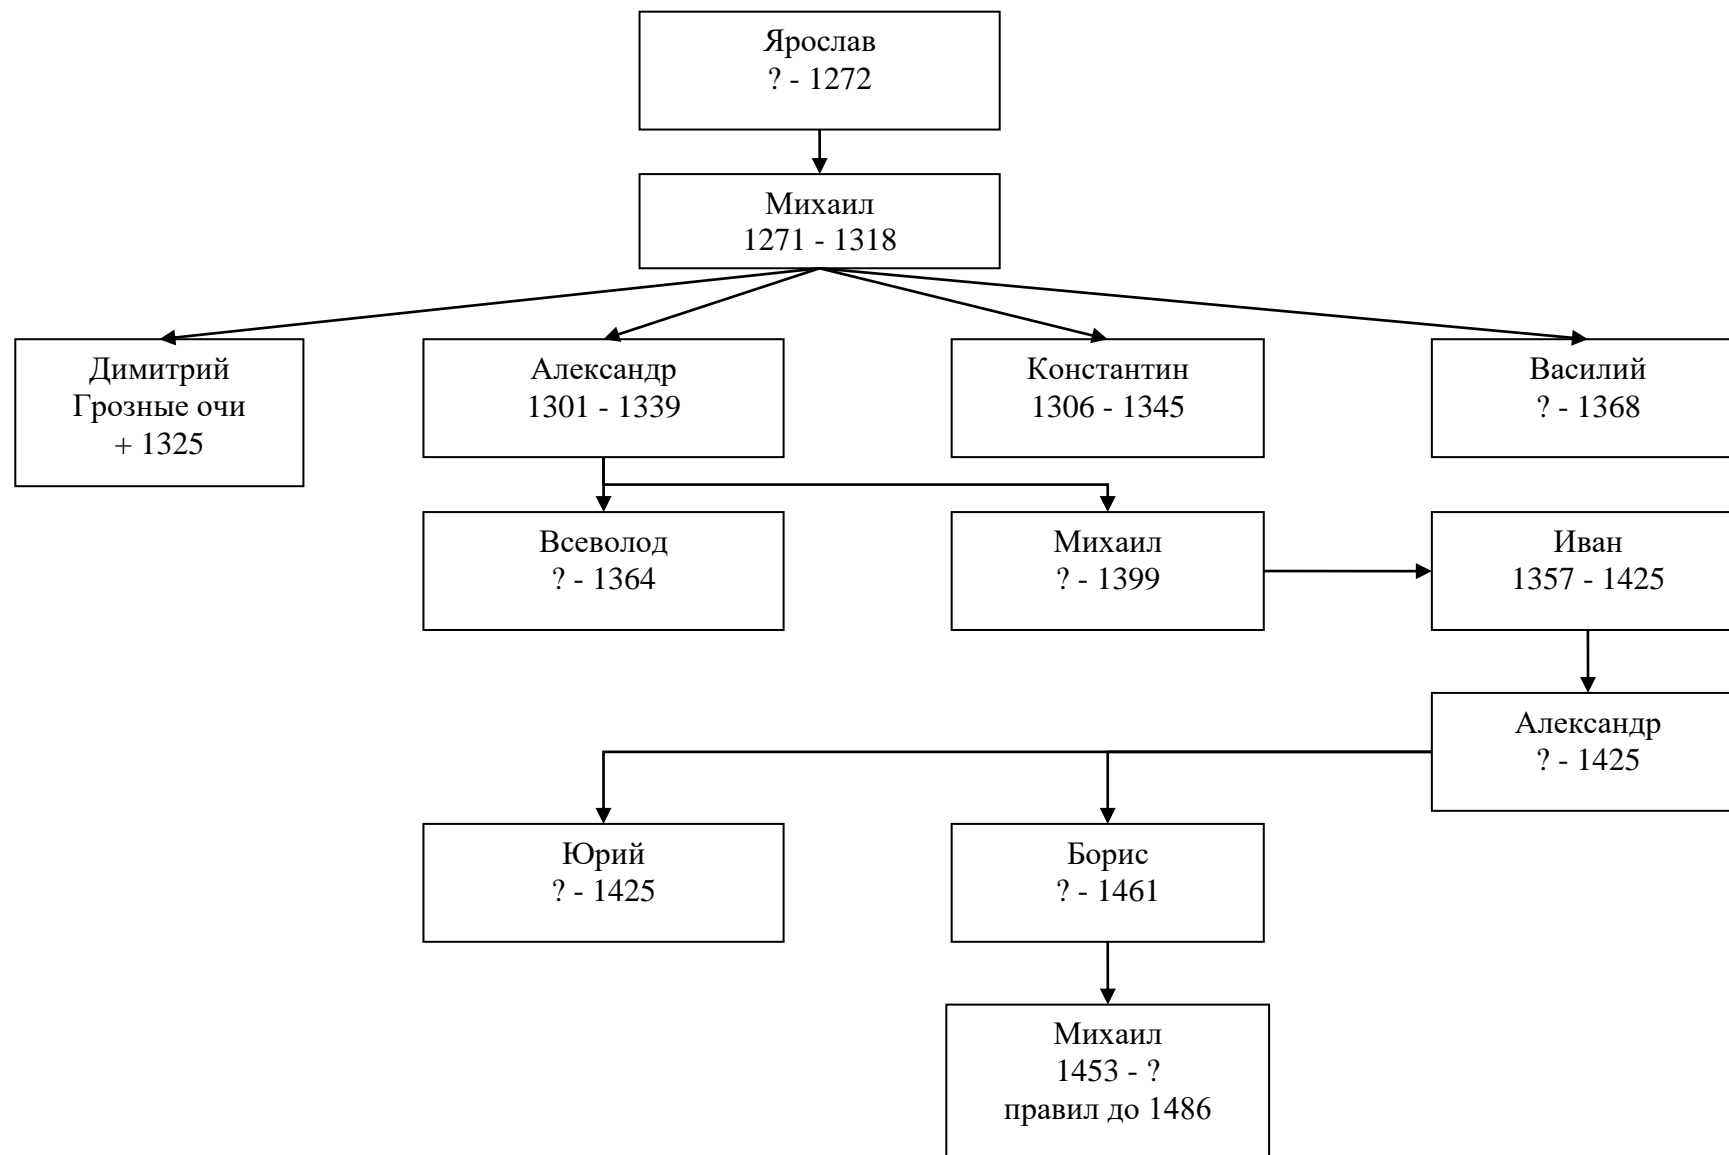 Ярослав
? - 1272
Михаил
1271 - 1318
Димитрий
Грозные очи
+ 1325
Александр
1301 - 1339
Константин
1306 - 1345
Василий
? - 1368
Всеволод
? - 1364
Михаил
? - 1399
Иван
1357 - 1425
Александр
? - 1425
Юрий
? - 1425
Борис
? - 1461
Михаил
1453 - ?
правил до 1486